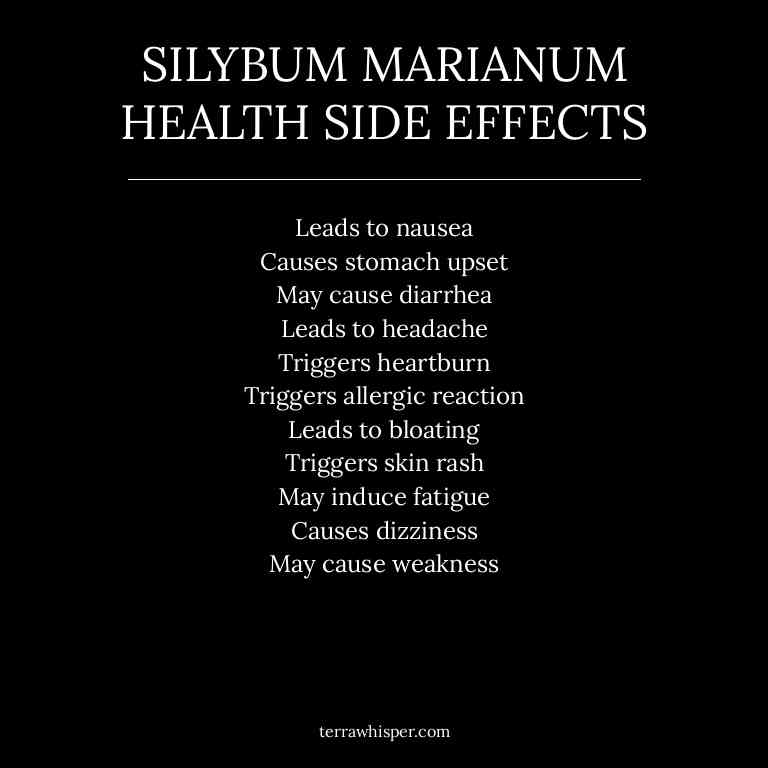 SILYBUM MARIANUM
HEALTH SIDE EFFECTS
Leads to nausea
Causes stomach upset
May cause diarrhea
Leads to headache
Triggers heartburn
Triggers allergic reaction
Leads to bloating
Triggers skin rash
May induce fatigue
Causes dizziness
May cause weakness
terrawhisper.com